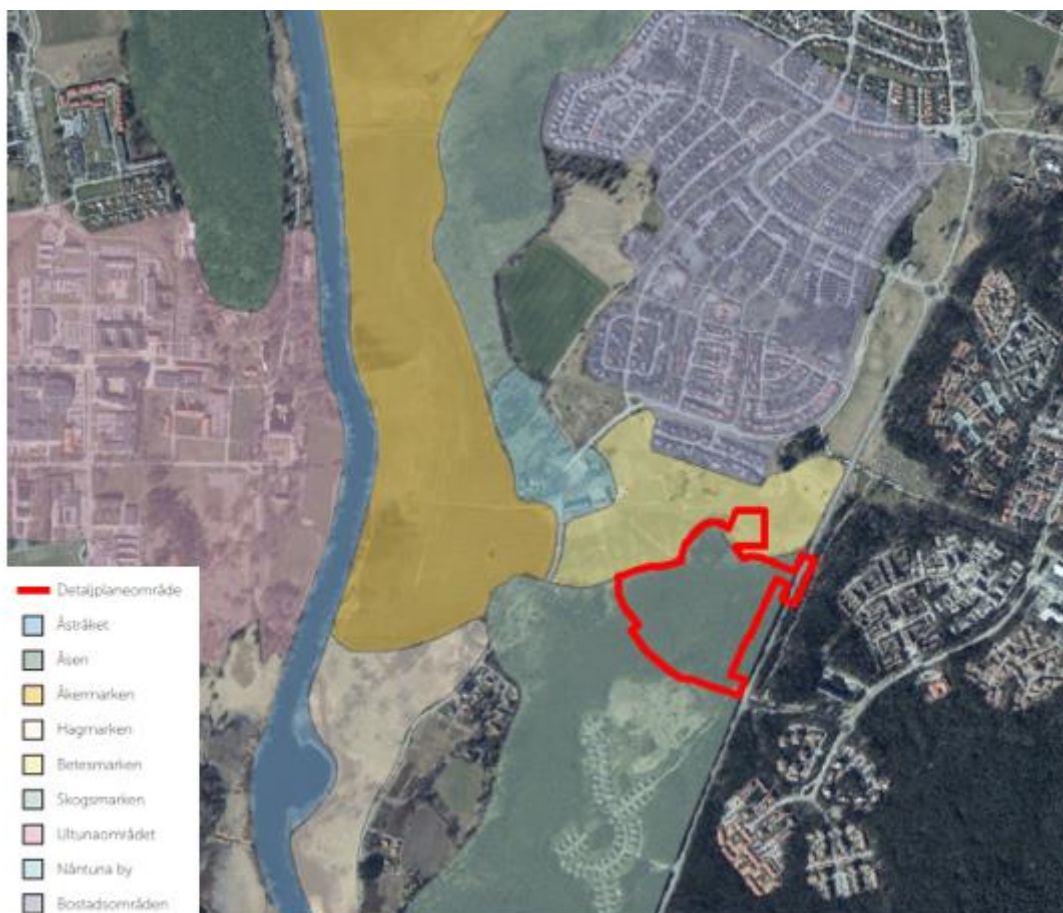 Detaljplaneområde
Åstråket
Åsen
Åkermarken
Hagmarken
Betesmarken
Skogsmarken
Ultunaområdet
Nåntuna by
Bostadsområden